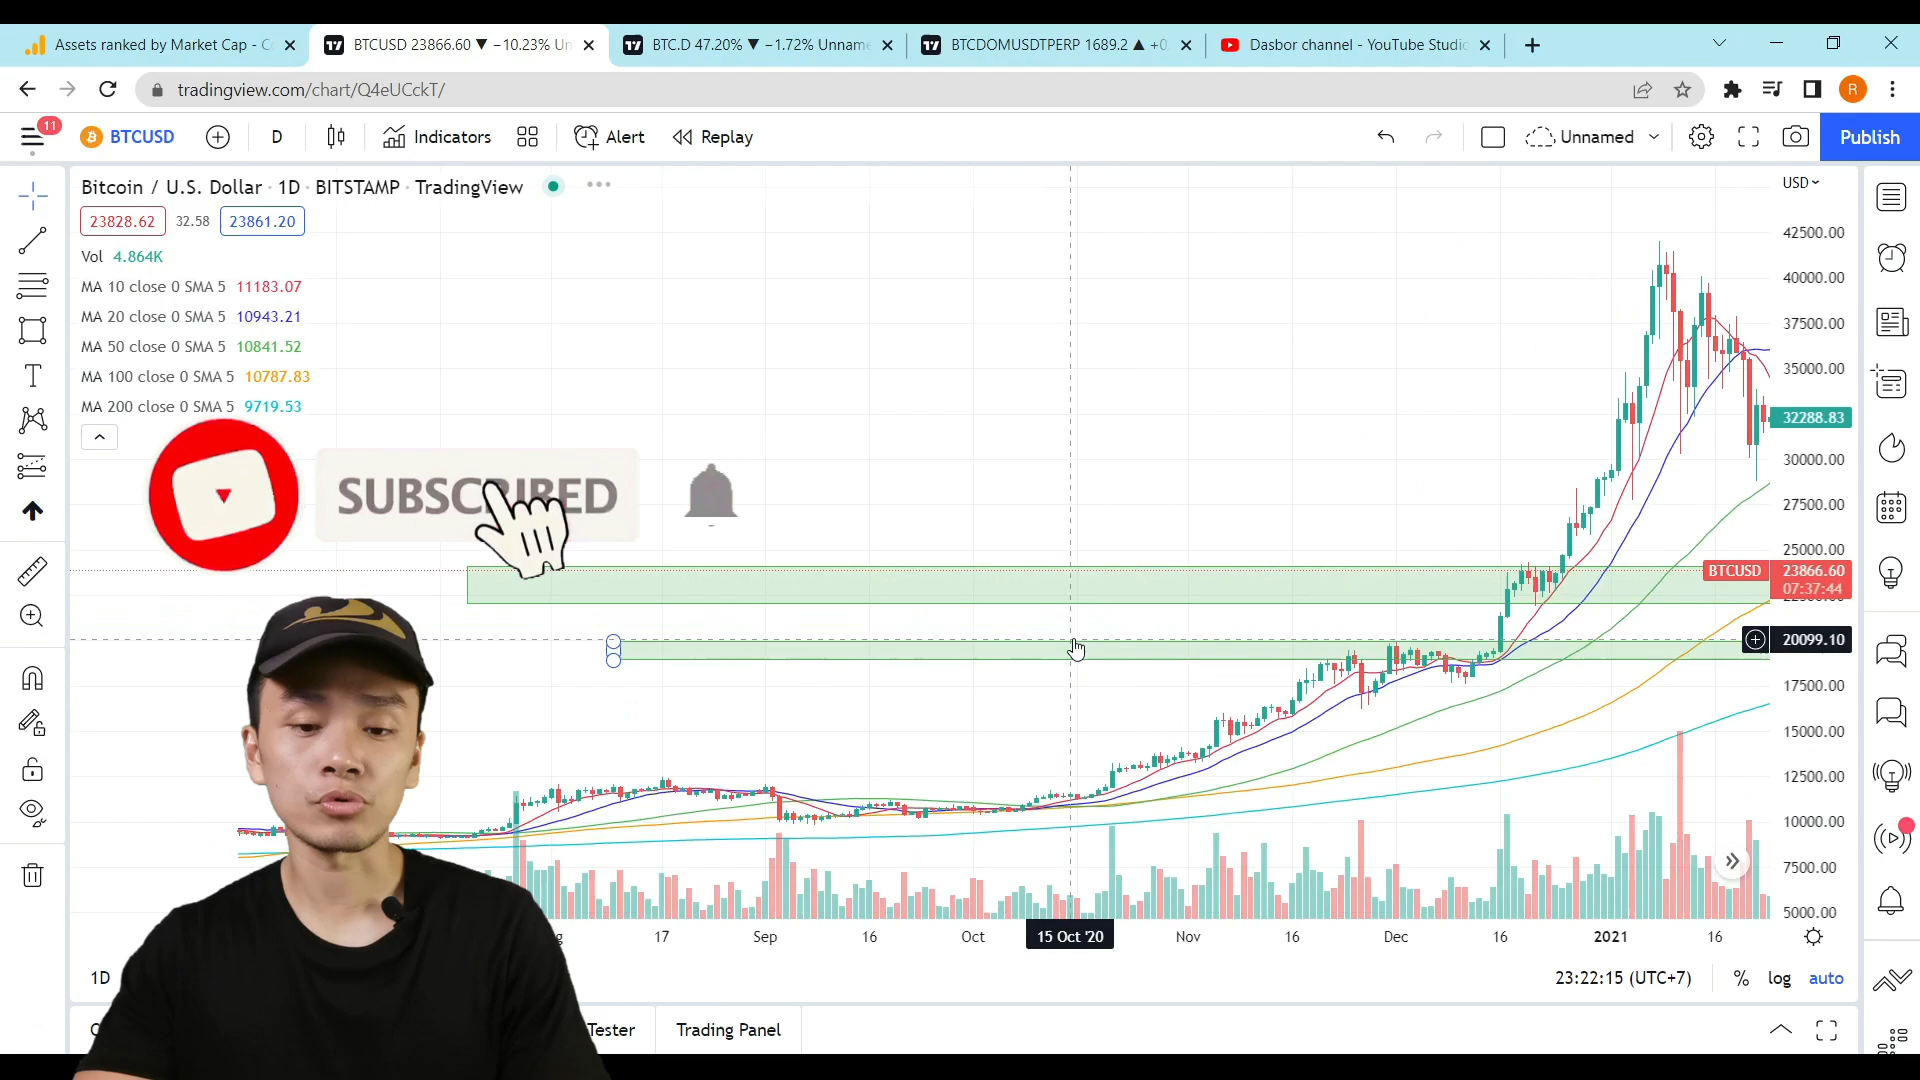 Assets ranked by Market Cap - C
BTCUSD 23866.60 ▼ −10.23% Un
BTC.D 47.20% ▼ −1.72% Unnam
BTCDOMUSDTPERP 1689.2 ▲ +0
Dasbor channel - YouTube Studi
tradingview.com/chart/Q4eUCckT/
R
11
BTCUSD
D
Indicators
Alert
Replay
Unnamed
Publish
Bitcoin / U.S. Dollar · 1D · BITSTAMP · TradingView
USD
23828.62 32.58 23861.20
Vol 4.864K
MA 10 close 0 SMA 5 11183.07
MA 20 close 0 SMA 5 10943.21
MA 50 close 0 SMA 5 10841.52
MA 100 close 0 SMA 5 10787.83
MA 200 close 0 SMA 5 9719.53
SUBSCRIBED
42500.00
40000.00
37500.00
35000.00
32288.83
30000.00
27500.00
25000.00
BTCUSD 23866.60
07:37:44
20099.10
17500.00
15000.00
12500.00
10000.00
7500.00
5000.00
17 Sep 16 Oct 15 Oct '20 Nov 16 Dec 16 2021 16
1D
23:22:15 (UTC+7) % log auto
Tester
Trading Panel